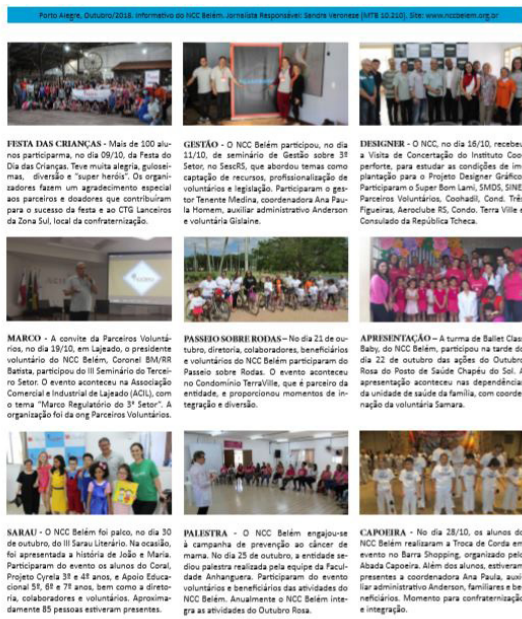 Porto Alegre, Outubro/2018. Informativo do NCC Belém. Jornalista Responsável: Sandra Veronese (MTB 10.210). Site: www.nccbelem.org.br
FESTA DAS CRIANÇAS - Mais de 100 alu-
nos participarma, no dia 09/10, da Festa do
Dia das Crianças. Teve muita alegria, gulosei-
mas, diversão e "super heróis". Os organi-
zadores fazem um agradecimento especial
aos parceiros e doadores que contribuíram
para o sucesso da festa e ao CTG Lanceiros
da Zona Sul, local da confraternização.
GESTÃO - O NCC Belém participou, no dia
11/10, de seminário de Gestão sobre 3º
Setor, no SescRS, que abordou temas como
captação de recursos, profissionalização de
voluntários e legislação. Participaram o ges-
tor Tenente Medina, coordenadora Ana Pau-
la Homem, auxiliar administrativo Anderson
e voluntária Gislaine.
DESIGNER - O NCC, no dia 16/10, recebeu
a Visita de Concertação do Instituto Coo-
perforte, para estudar as condições de im-
plantação para o Projeto Designer Gráfico.
Participaram o Super Bom Lami, SMDS, SINE,
Parceiros Voluntários, Coohadil, Cond. Três
Figueiras, Aeroclube RS, Condo. Terra Ville e
Consulado da República Tcheca.
MARCO - A convite da Parceiros Voluntá-
rios, no dia 19/10, em Lajeado, o presidente
voluntário do NCC Belém, Coronel BM/RR
Batista, participou do III Seminário do Tercei-
ro Setor. O evento aconteceu na Associação
Comercial e Industrial de Lajeado (ACIL), com
o tema "Marco Regulatório do 3º Setor". A
organização foi da ong Parceiros Voluntários.
PASSEIO SOBRE RODAS – No dia 21 de ou-
tubro, diretoria, colaboradores, beneficiários
e voluntários do NCC Belém participaram do
Passeio sobre Rodas. O evento aconteceu
no Condomínio TerraVille, que é parceiro da
entidade, e proporcionou momentos de in-
tegração e diversão.
APRESENTAÇÃO – A turma de Ballet Class
Baby, do NCC Belém, participou na tarde do
dia 22 de outubro das ações do Outubro
Rosa do Posto de Saúde Chapéu do Sol. A
apresentação aconteceu nas dependências
da unidade de saúde da família, com coorde-
nação da voluntária Samara.
SARAU - O NCC Belém foi palco, no dia 30
de outubro, do III Sarau Literário. Na ocasião,
foi apresentada a história de João e Maria.
Participaram do evento os alunos do Coral,
Projeto Cyrela 3º e 4º anos, e Apoio Educa-
cional 5º, 6º e 7º anos, bem como a direto-
ria, colaboradores e voluntários. Aproxima-
damente 85 pessoas estiveram presentes.
PALESTRA - O NCC Belém engajou-se
à campanha de prevenção ao câncer de
mama. No dia 25 de outubro, a entidade se-
diou palestra realizada pela equipe da Facul-
dade Anhanguera. Participaram do evento
voluntários e beneficiários das atividades do
NCC Belém. Anualmente o NCC Belém inte-
gra as atividades do Outubro Rosa.
CAPOEIRA - No dia 28/10, os alunos do
NCC Belém realizaram a Troca de Corda em
evento no Barra Shopping, organizado pelo
Abada Capoeira. Além dos alunos, estiveram
presentes a coordenadora Ana Paula, auxi-
liar administrativo Anderson, familiares e be-
neficiários. Momento para confraternização
e integração.